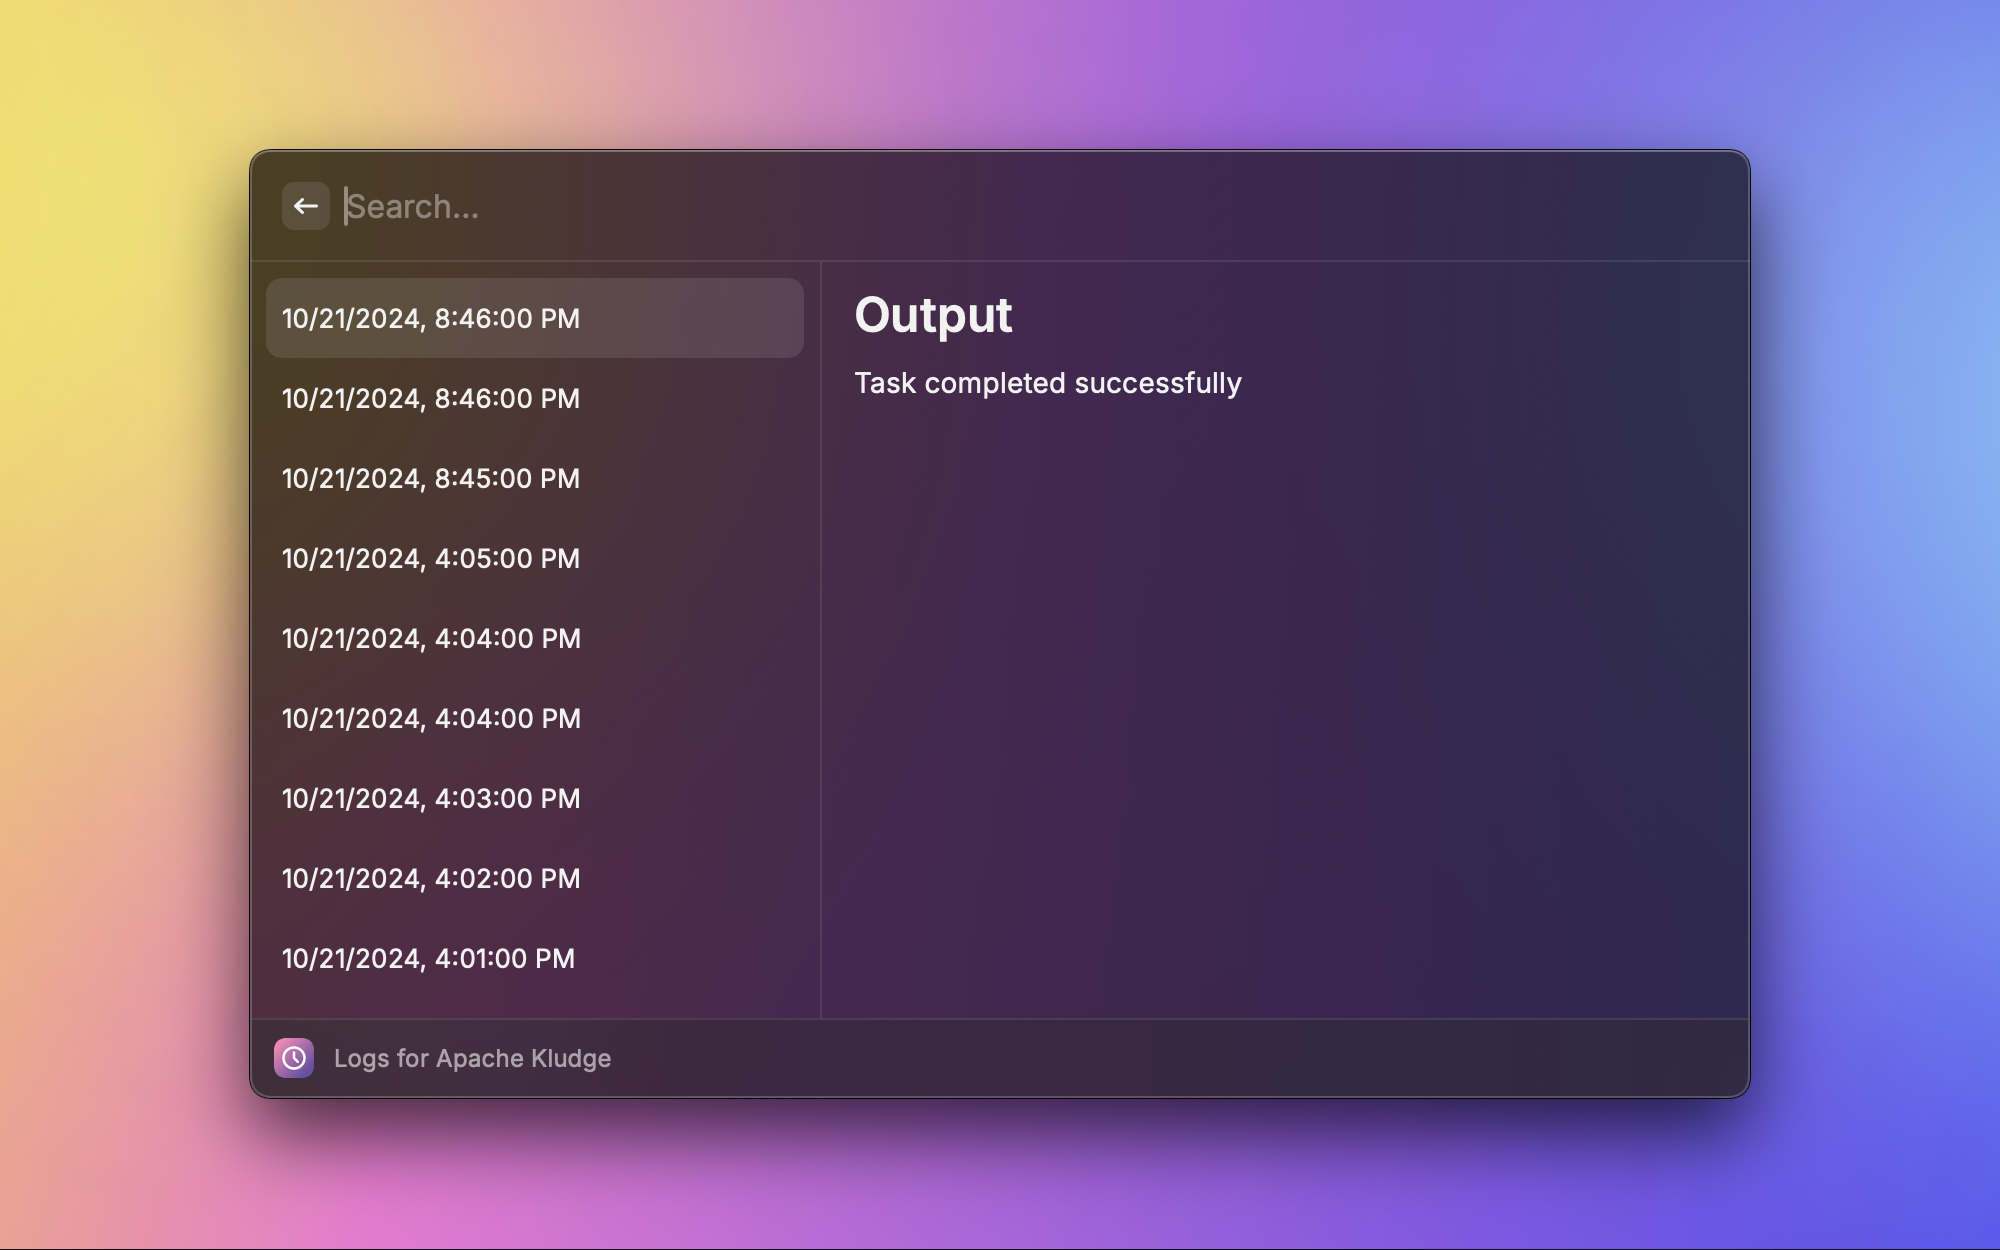 Search...
10/21/2024, 8:46:00 PM
10/21/2024, 8:46:00 PM
10/21/2024, 8:45:00 PM
10/21/2024, 4:05:00 PM
10/21/2024, 4:04:00 PM
10/21/2024, 4:04:00 PM
10/21/2024, 4:03:00 PM
10/21/2024, 4:02:00 PM
10/21/2024, 4:01:00 PM
Output
Task completed successfully
Logs for Apache Kludge